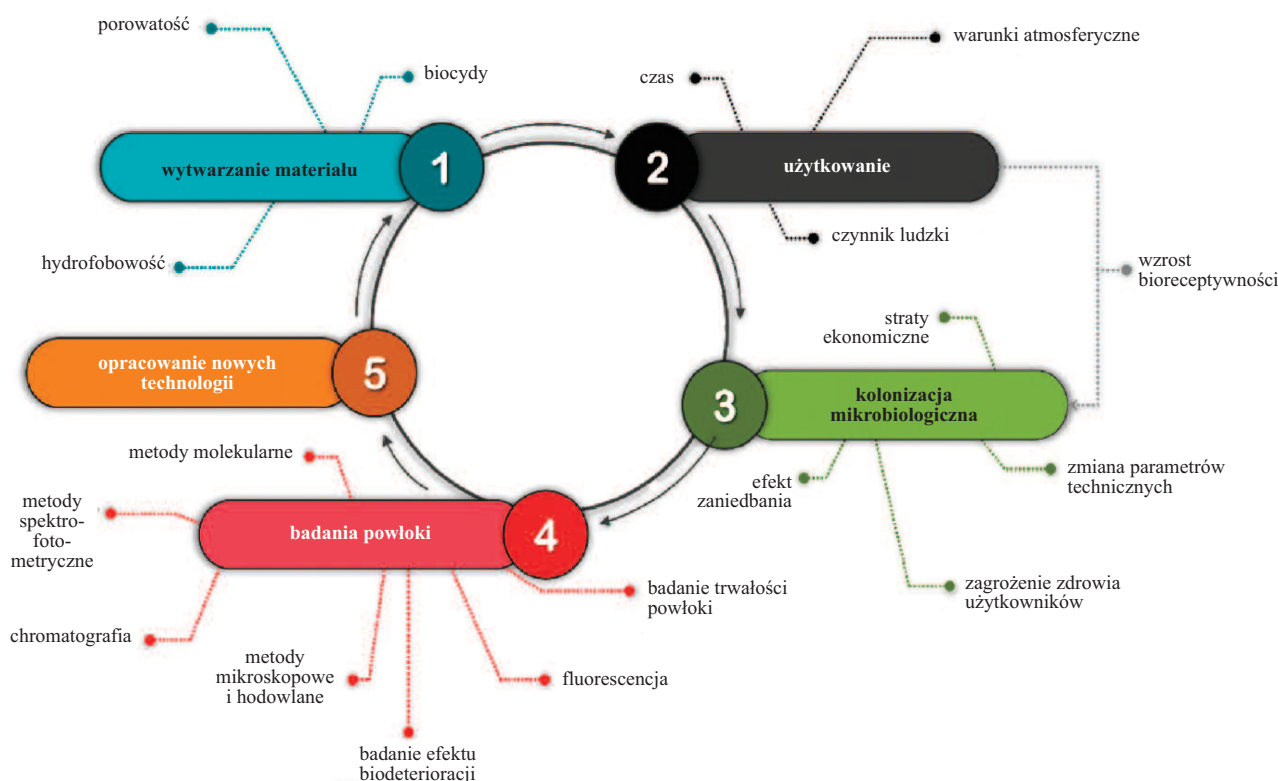 porowatość
biocydy
1
wytwarzanie materiału
hydrofobowość
warunki atmosferyczne
czas
2
użytkowanie
czynnik ludzki
wzrost
bioreceptywności
straty
ekonomiczne
3
kolonizacja
mikrobiologiczna
efekt
zaniedbania
zmiana parametrów
technicznych
zagrożenie zdrowia
użytkowników
opracowanie nowych
technologii
5
metody molekularne
metody
spektro-
foto-
metryczne
badania powłoki
4
chromatografia
metody
mikroskopowe
i hodowlane
badanie efektu
biodeterioracji
fluorescencja
badanie trwałości
powłoki